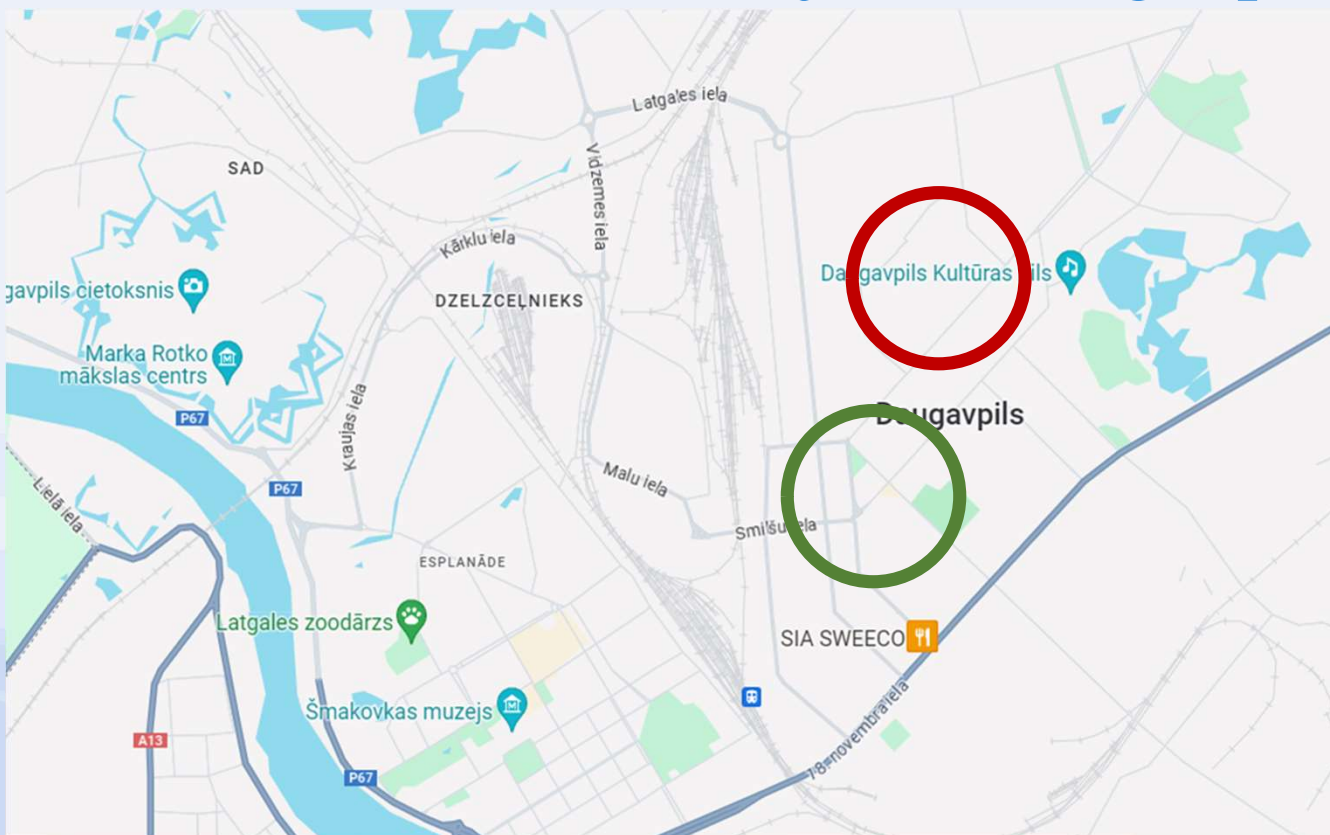 Latgales iela
SAD
Vidzemes iela
Kārklu iela
Daugavpils Kultūras pils
gavpils cietoksnis
DZELZCEĻNIEKS
Marka Rotko
mākslas centrs
P67
Kraujas iela
Daugavpils
Malu iela
P67
Lielā iela
Smilšu iela
ESPLANĀDE
Latgales zoodārzs
SIA SWEECO
Šmakovkas muzejs
18. novembra iela
A13
P67